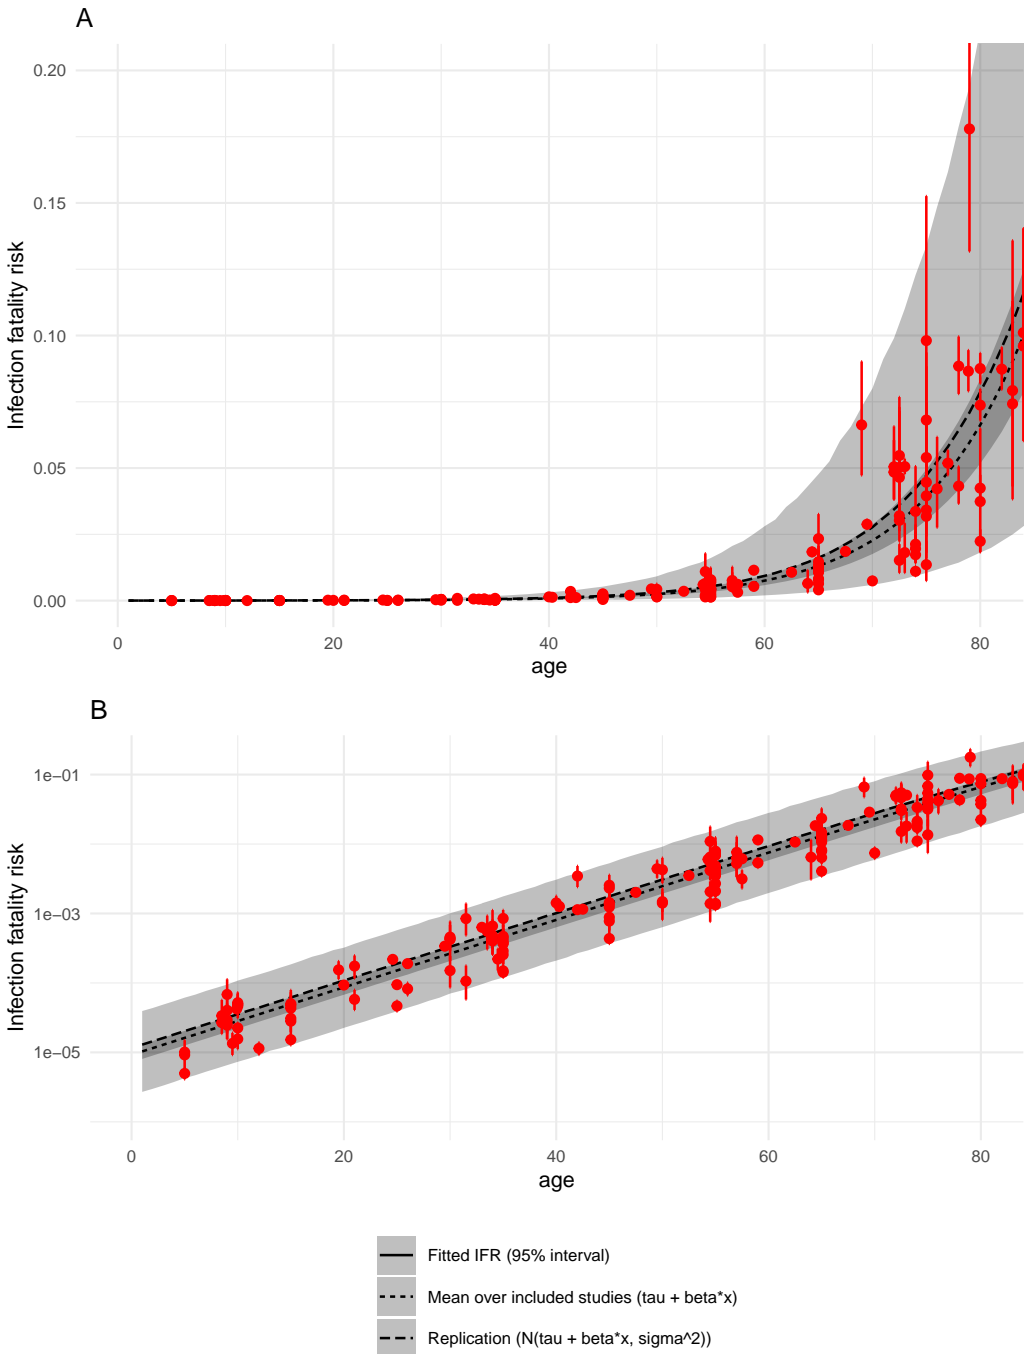 A
0.20
0.15
0.10
0.05
0.00
Infection fatality risk
0 20 40 60 80
age
B
1e−01
1e−03
1e−05
Infection fatality risk
0 20 40 60 80
age
Fitted IFR (95% interval)
Mean over included studies (tau + beta*x)
Replication (N(tau + beta*x, sigma^2))